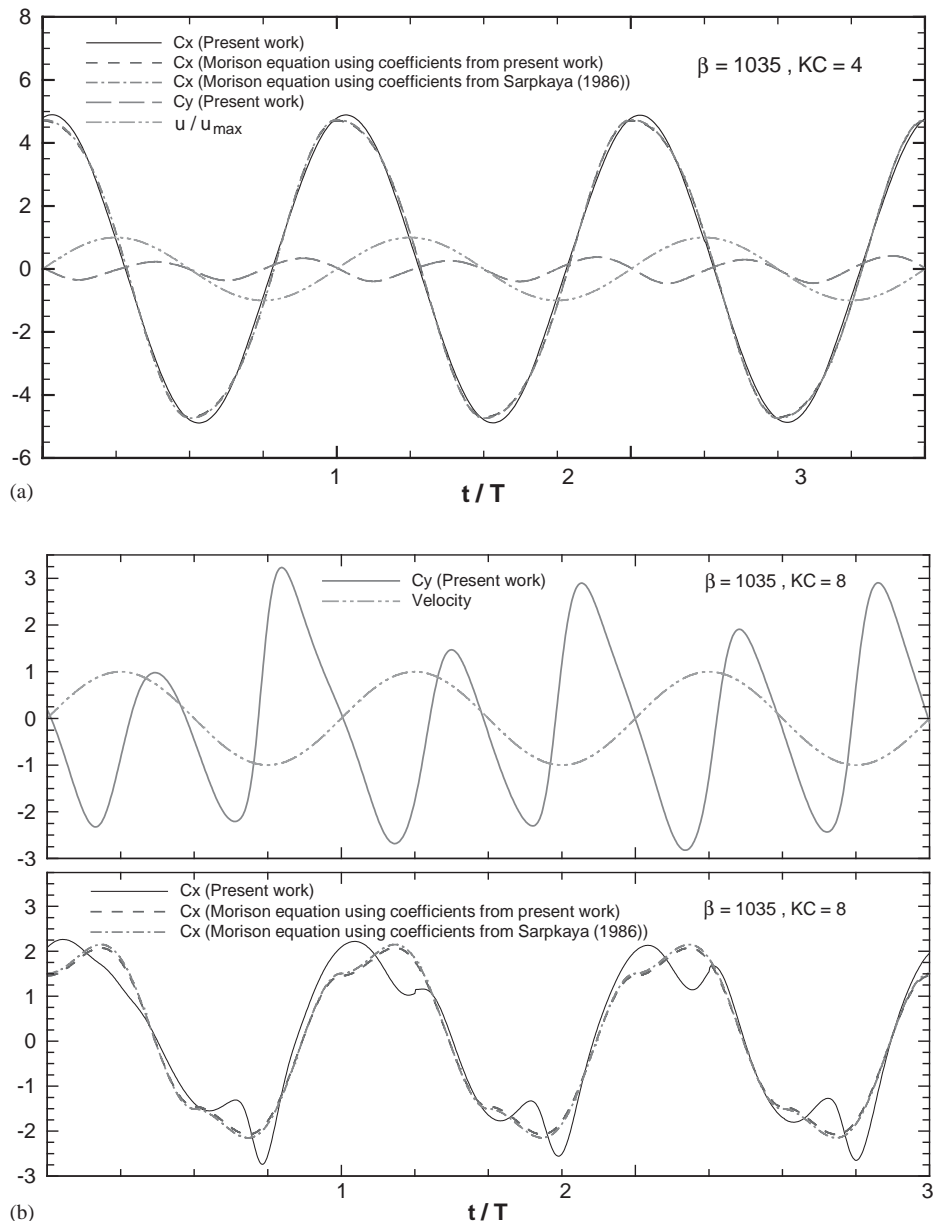 8
6
4
2
0
-2
-4
-6
Cx (Present work)
Cx (Morison equation using coefficients from present work)
Cx (Morison equation using coefficients from Sarpkaya (1986))
Cy (Present work)
u / umax
β = 1035 , KC = 4
1 2 3
t / T
(a)
3
2
1
0
-1
-2
-3
Cy (Present work)
Velocity
β = 1035 , KC = 8
3
2
1
0
-1
-2
-3
Cx (Present work)
Cx (Morison equation using coefficients from present work)
Cx (Morison equation using coefficients from Sarpkaya (1986))
β = 1035 , KC = 8
1 2 3
t / T
(b)